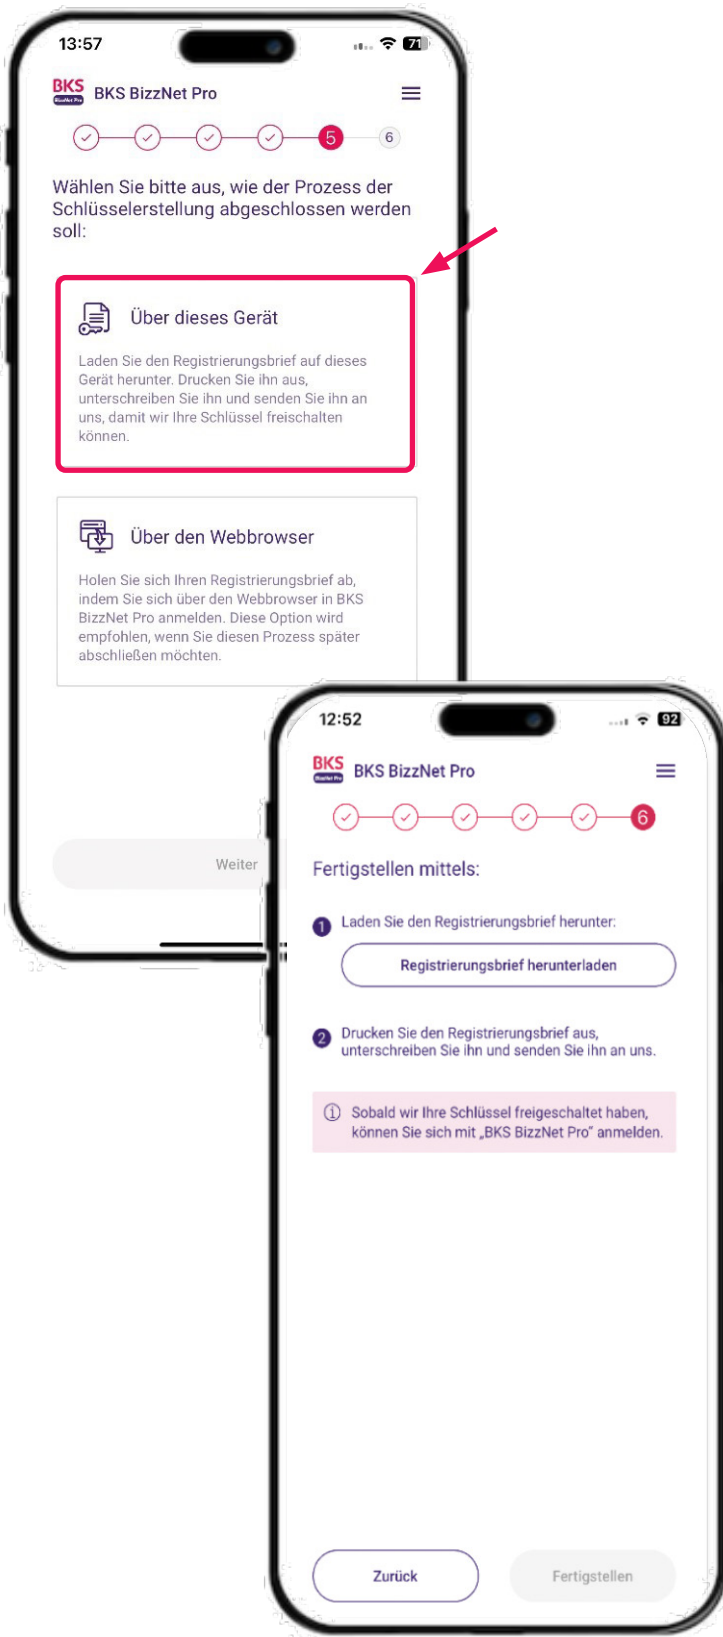 13:57
71
BKS
BizzNet Pro
BKS BizzNet Pro
5
6
Wählen Sie bitte aus, wie der Prozess der
Schlüsselerstellung abgeschlossen werden
soll:
Über dieses Gerät
Laden Sie den Registrierungsbrief auf dieses
Gerät herunter. Drucken Sie ihn aus,
unterschreiben Sie ihn und senden Sie ihn an
uns, damit wir Ihre Schlüssel freischalten
können.
Über den Webbrowser
Holen Sie sich Ihren Registrierungsbrief ab,
indem Sie sich über den Webbrowser in BKS
BizzNet Pro anmelden. Diese Option wird
empfohlen, wenn Sie diesen Prozess später
abschließen möchten.
Weiter
12:52
92
BKS
BizzNet Pro
BKS BizzNet Pro
6
Fertigstellen mittels:
1 Laden Sie den Registrierungsbrief herunter:
Registrierungsbrief herunterladen
2 Drucken Sie den Registrierungsbrief aus,
unterschreiben Sie ihn und senden Sie ihn an uns.
Sobald wir Ihre Schlüssel freigeschaltet haben,
können Sie sich mit „BKS BizzNet Pro“ anmelden.
Zurück
Fertigstellen